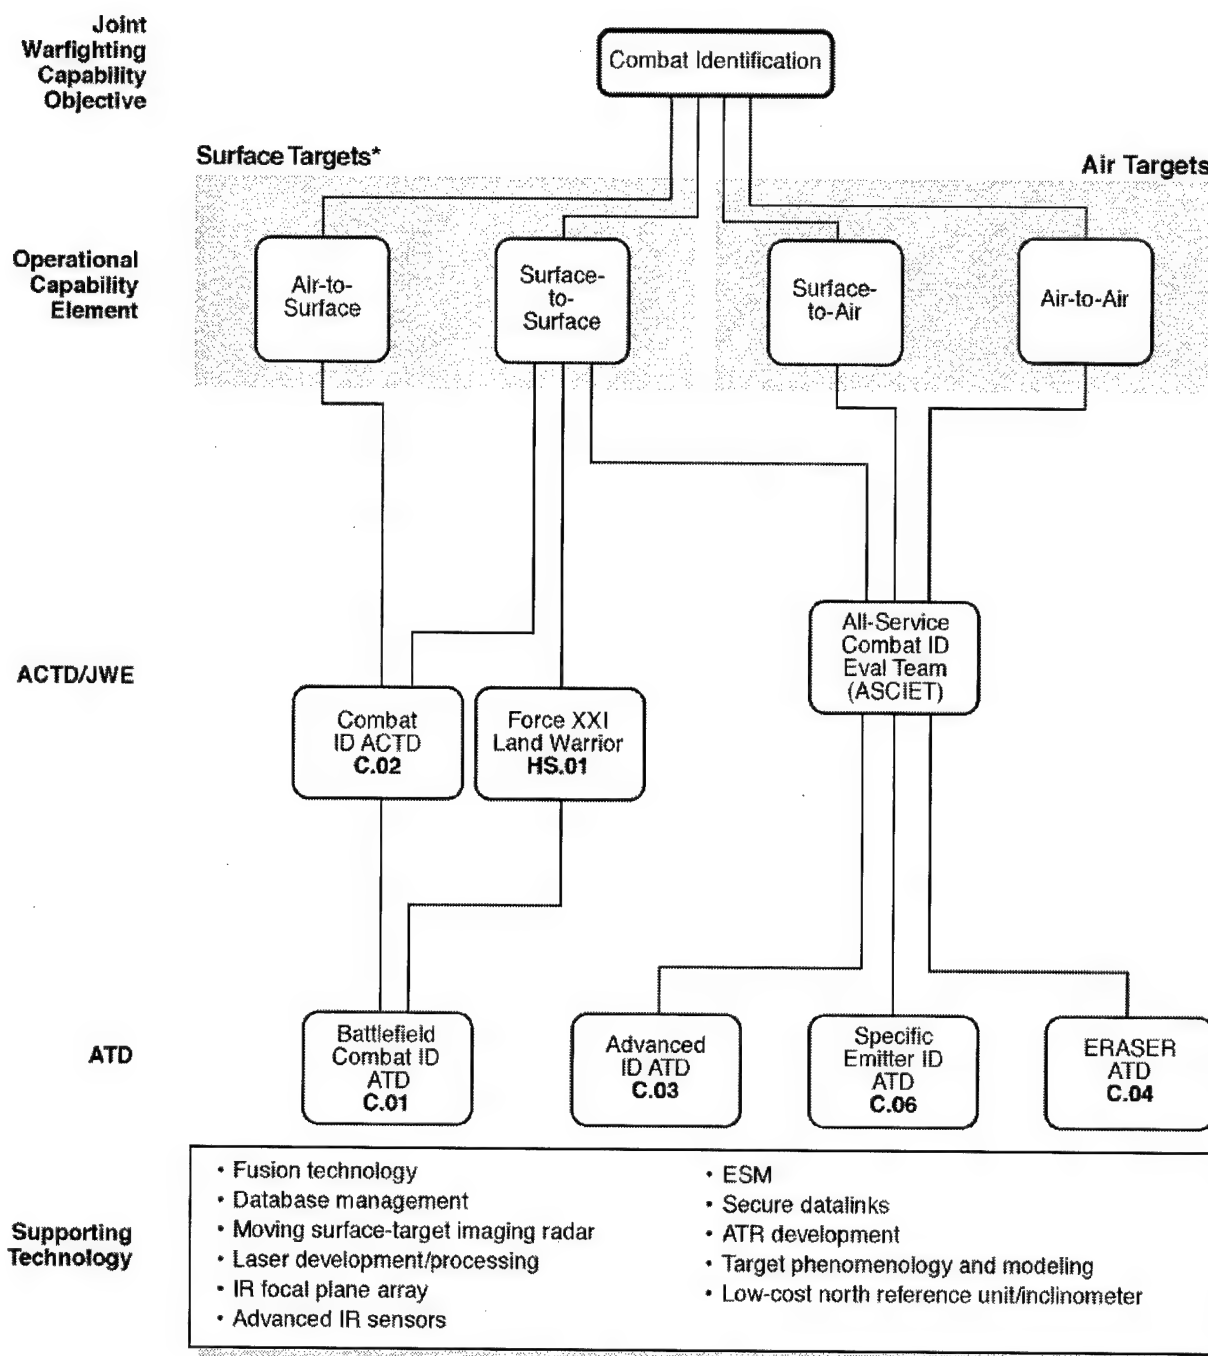 Joint
Warfighting
Capability
Objective
Combat Identification
Surface Targets*
Air Targets
Operational
Capability
Element
Air-to-
Surface
Surface-
to-
Surface
Surface-
to-Air
Air-to-Air
ACTD/JWE
All-Service
Combat ID
Eval Team
(ASCIET)
Combat
ID ACTD
C.02
Force XXI
Land Warrior
HS.01
ATD
Battlefield
Combat ID
ATD
C.01
Advanced
ID ATD
C.03
Specific
Emitter ID
ATD
C.06
ERASER
ATD
C.04
Supporting
Technology
• Fusion technology
• Database management
• Moving surface-target imaging radar
• Laser development/processing
• IR focal plane array
• Advanced IR sensors
• ESM
• Secure datalinks
• ATR development
• Target phenomenology and modeling
• Low-cost north reference unit/inclinometer